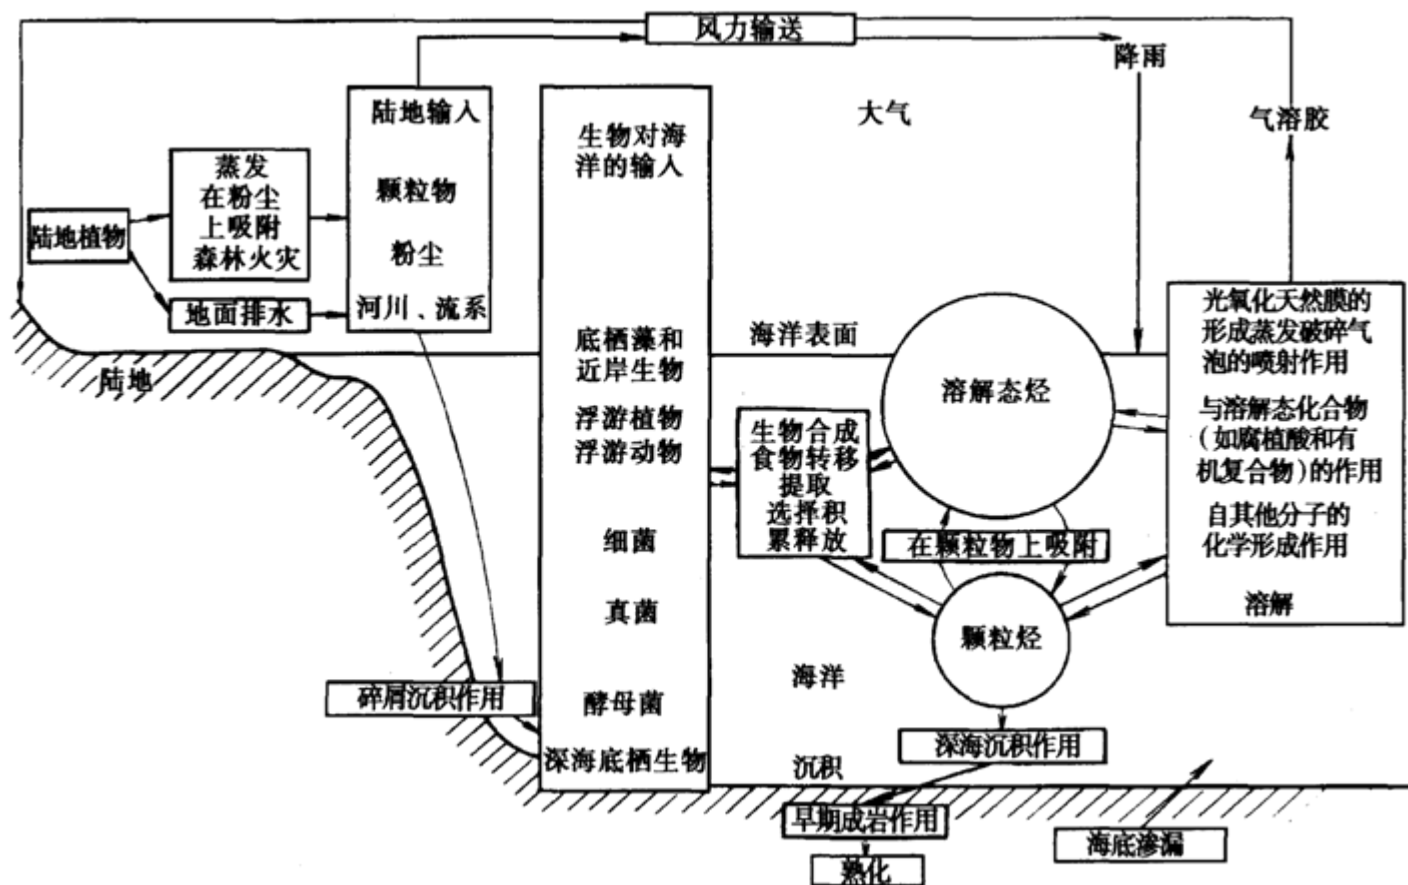 风力输送
降雨
大气
气溶胶
陆地输入
颗粒物
粉尘
河川、流系
蒸发
在粉尘
上吸附
森林火灾
陆地植物
地面排水
陆地
生物对海
洋的输入
底栖藻和
近岸生物
浮游植物
浮游动物
细菌
真菌
酵母菌
深海底栖生物
碎屑沉积作用
海洋表面
生物合成
食物转移
提取
选择积
累释放
溶解态烃
在颗粒物上吸附
颗粒烃
光氧化天然膜的
形成蒸发破碎气
泡的喷射作用
与溶解态化合物
(如腐植酸和有
机复合物)的作用
自其他分子的
化学形成作用
溶解
海洋
沉积
深海沉积作用
早期成岩作用
熟化
海底渗漏